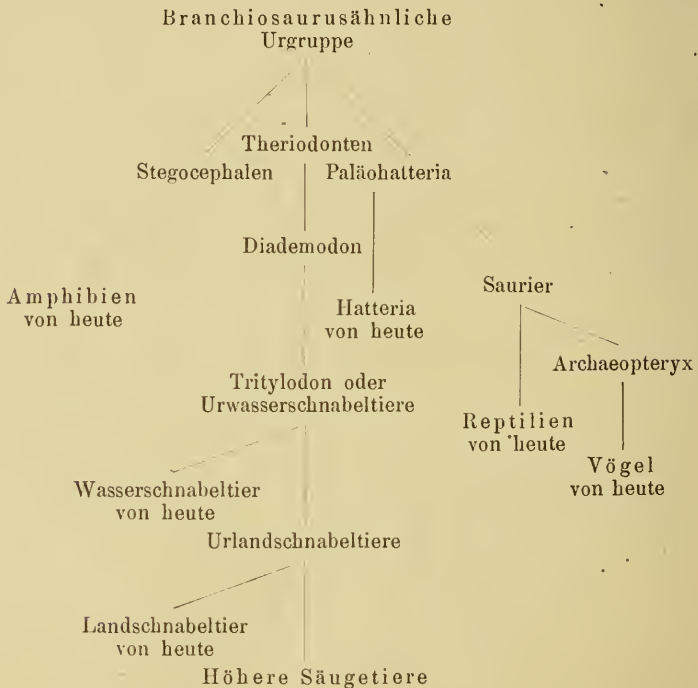 Branchiosaurusähnliche
Urgruppe
Theriodonten
Stegocephalen
Paläohatteria
Diademodon
Saurier
Amphibien
von heute
Hatteria
von heute
Archaeopteryx
Tritylodon oder
Urwasserschnabeltiere
Reptilien
von heute
Vögel
von heute
Wasserschnabeltier
von heute
Urlandschnabeltiere
Landschnabeltier
von heute
Höhere Säugetiere